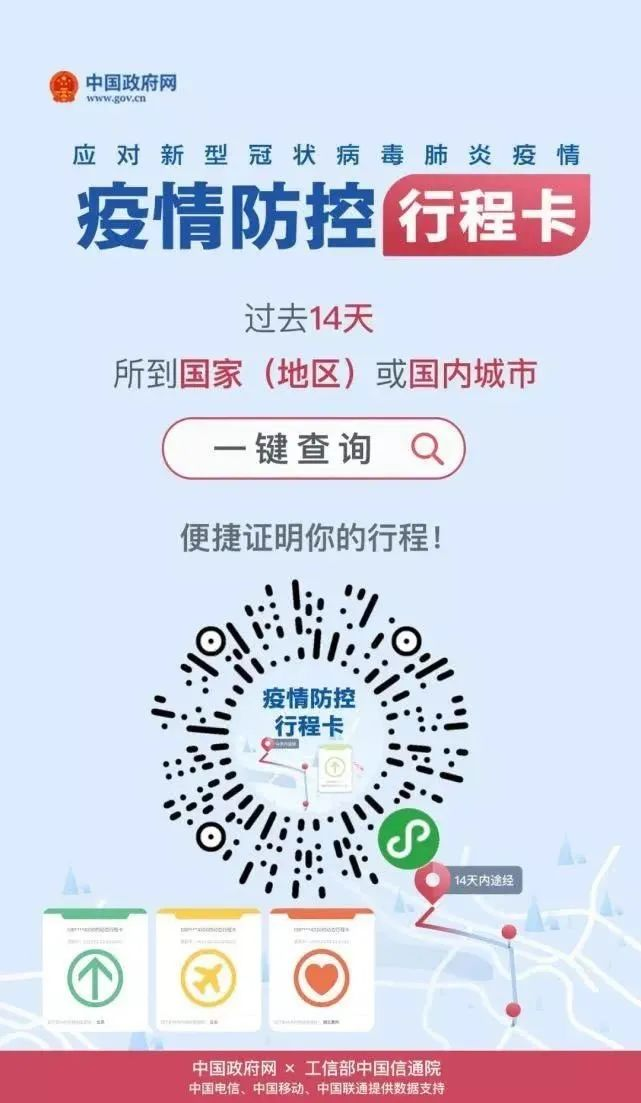 中国政府网
www.gov.cn
应对新型冠状病毒肺炎疫情
疫情防控 行程卡
过去14天
所到国家（地区）或国内城市
一键查询
便捷证明你的行程！
疫情防控
行程卡
14天内途经
中国政府网 × 工信部中国信通院
中国电信、中国移动、中国联通提供数据支持